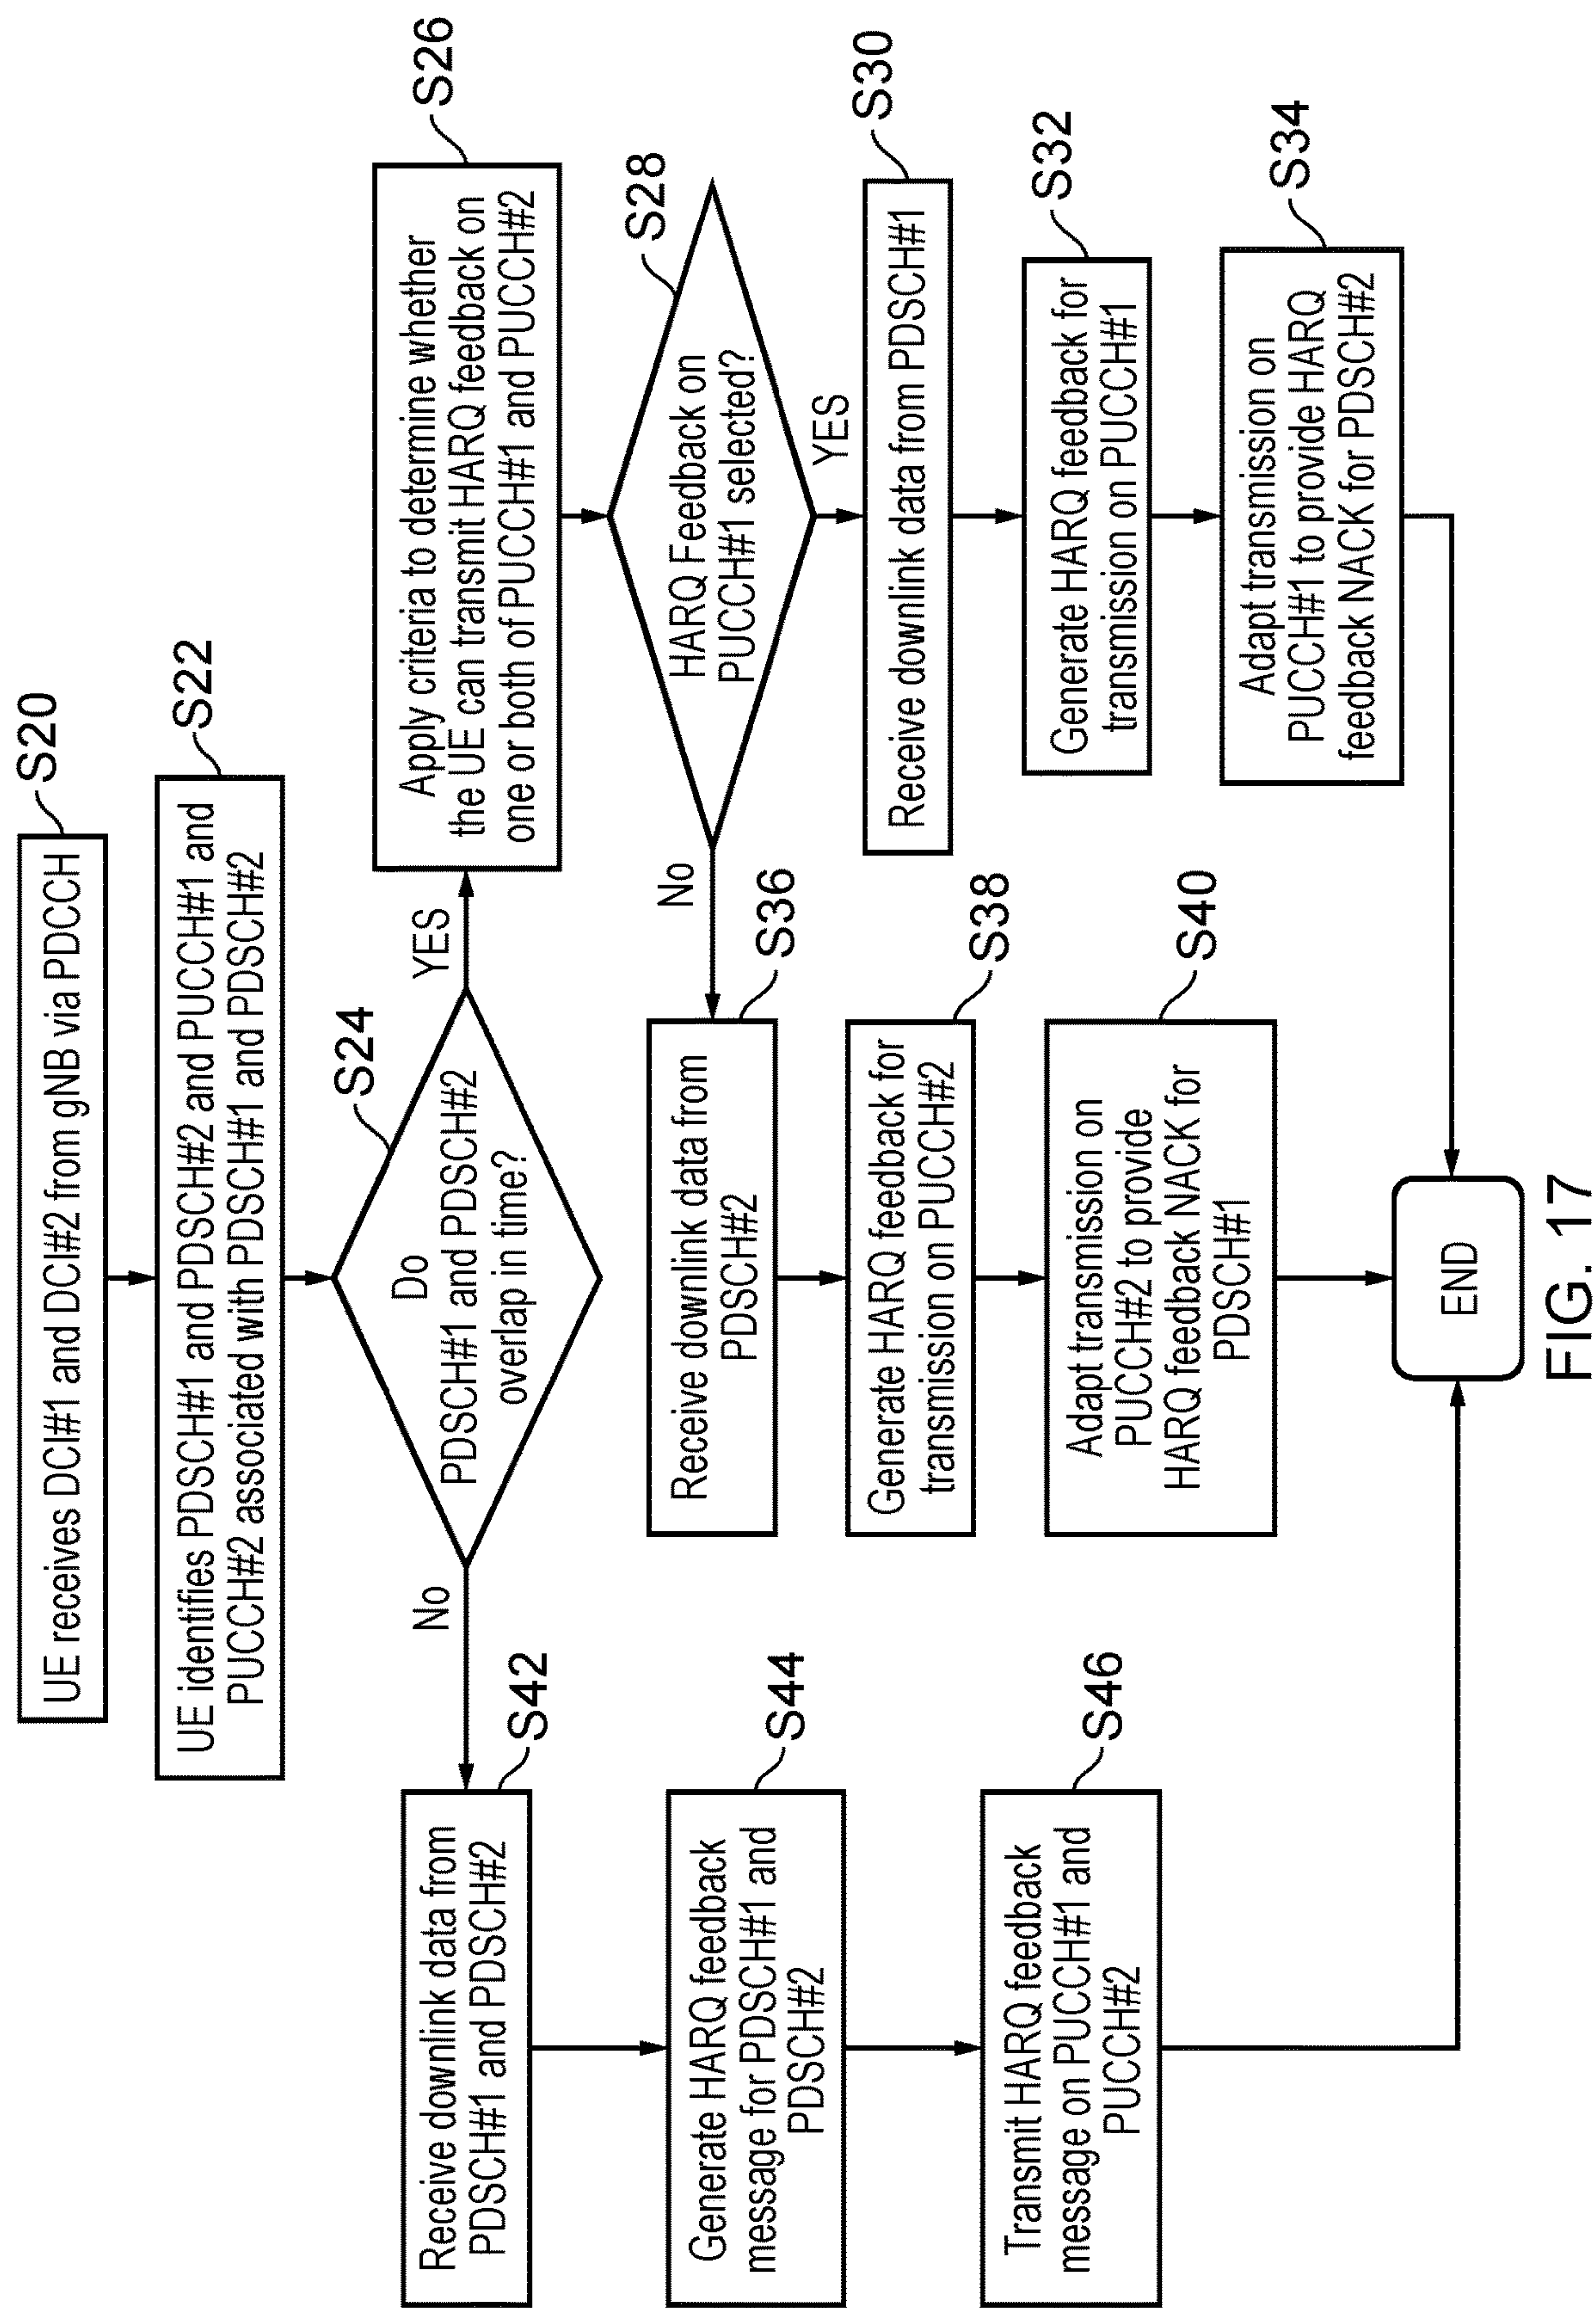 UE receives DCI#1 and DCI#2 from gNB via PDCCH
S20
UE identifies PDSCH#1 and PDSCH#2 and PUCCH#1 and
PUCCH#2 associated with PDSCH#1 and PDSCH#2
S22
Do
PDSCH#1 and PDSCH#2
overlap in time?
S24
YES
No
Apply criteria to determine whether
the UE can transmit HARQ feedback on
one or both of PUCCH#1 and PUCCH#2
S26
HARQ Feedback on
PUCCH#1 selected?
S28
YES
No
Receive downlink data from PDSCH#1
S30
Generate HARQ feedback for
transmission on PUCCH#1
S32
Adapt transmission on
PUCCH#1 to provide HARQ
feedback NACK for PDSCH#2
S34
Receive downlink data from
PDSCH#2
S36
Generate HARQ feedback for
transmission on PUCCH#2
S38
Adapt transmission on
PUCCH#2 to provide
HARQ feedback NACK for
PDSCH#1
S40
Receive downlink data from
PDSCH#1 and PDSCH#2
S42
Generate HARQ feedback
message for PDSCH#1 and
PDSCH#2
S44
Transmit HARQ feedback
message on PUCCH#1 and
PUCCH#2
S46
END
FIG. 17